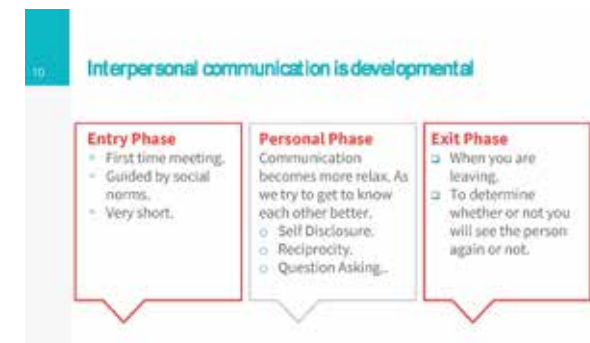 10
Interpersonal communication is developmental
Entry Phase
First time meeting.
Guided by social
norms.
Very short.
Personal Phase
Communication
becomes more relax. As
we try to get to know
each other better.
Self Disclosure.
Reciprocity.
Question Asking..
Exit Phase
When you are
leaving.
To determine
whether or not you
will see the person
again or not.